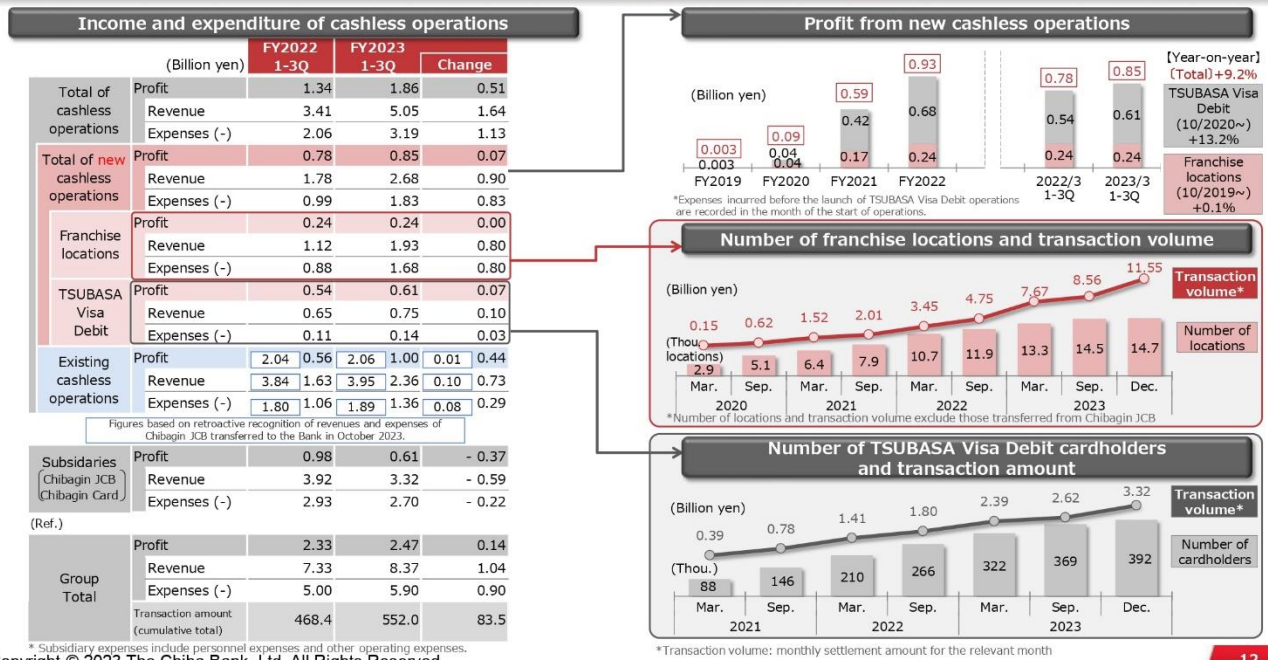 Income and expenditure of cashless operations
(Billion yen) FY2022 1-3Q FY2023 1-3Q Change
Total of cashless operations
Profit 1.34 1.86 0.51
Revenue 3.41 5.05 1.64
Expenses (-) 2.06 3.19 1.13
Total of new cashless operations
Profit 0.78 0.85 0.07
Revenue 1.78 2.68 0.90
Expenses (-) 0.99 1.83 0.83
Franchise locations
Profit 0.24 0.24 0.00
Revenue 1.12 1.93 0.80
Expenses (-) 0.88 1.68 0.80
TSUBASA Visa Debit
Profit 0.54 0.61 0.07
Revenue 0.65 0.75 0.10
Expenses (-) 0.11 0.14 0.03
Existing cashless operations
Profit 2.04 0.56 2.06 1.00 0.01 0.44
Revenue 3.84 1.63 3.95 2.36 0.10 0.73
Expenses (-) 1.80 1.06 1.89 1.36 0.08 0.29
Figures based on retroactive recognition of revenues and expenses of
Chibagin JCB transferred to the Bank in October 2023.
Subsidaries
(Chibagin JCB
Chibagin Card)
Profit 0.98 0.61 - 0.37
Revenue 3.92 3.32 - 0.59
Expenses (-) 2.93 2.70 - 0.22
(Ref.)
Group Total
Profit 2.33 2.47 0.14
Revenue 7.33 8.37 1.04
Expenses (-) 5.00 5.90 0.90
Transaction amount (cumulative total) 468.4 552.0 83.5
* Subsidiary expenses include personnel expenses and other operating expenses.
Profit from new cashless operations
(Billion yen)
0.003 0.09 0.59 0.93 0.78 0.85
0.003 0.04 0.42 0.68 0.54 0.61
0.04 0.17 0.24 0.24 0.24
FY2019 FY2020 FY2021 FY2022 2022/3 1-3Q 2023/3 1-3Q
【Year-on-year】
〔Total〕+9.2%
TSUBASA Visa
Debit
(10/2020~)
+13.2%
Franchise
locations
(10/2019~)
+0.1%
*Expenses incurred before the launch of TSUBASA Visa Debit operations
are recorded in the month of the start of operations.
Number of franchise locations and transaction volume
(Billion yen)
0.15 0.62 1.52 2.01 3.45 4.75 7.67 8.56 11.55
Transaction
volume*
(Thou.
locations)
2.9 5.1 6.4 7.9 10.7 11.9 13.3 14.5 14.7
Number of
locations
Mar. Sep. Mar. Sep. Mar. Sep. Mar. Sep. Dec.
2020 2021 2022 2023
*Number of locations and transaction volume exclude those transferred from Chibagin JCB
Number of TSUBASA Visa Debit cardholders
and transaction amount
(Billion yen)
0.39 0.78 1.41 1.80 2.39 2.62 3.32
Transaction
volume*
(Thou.)
88 146 210 266 322 369 392
Number of
cardholders
Mar. Sep. Mar. Sep. Mar. Sep. Dec.
2021 2022 2023
*Transaction volume: monthly settlement amount for the relevant month